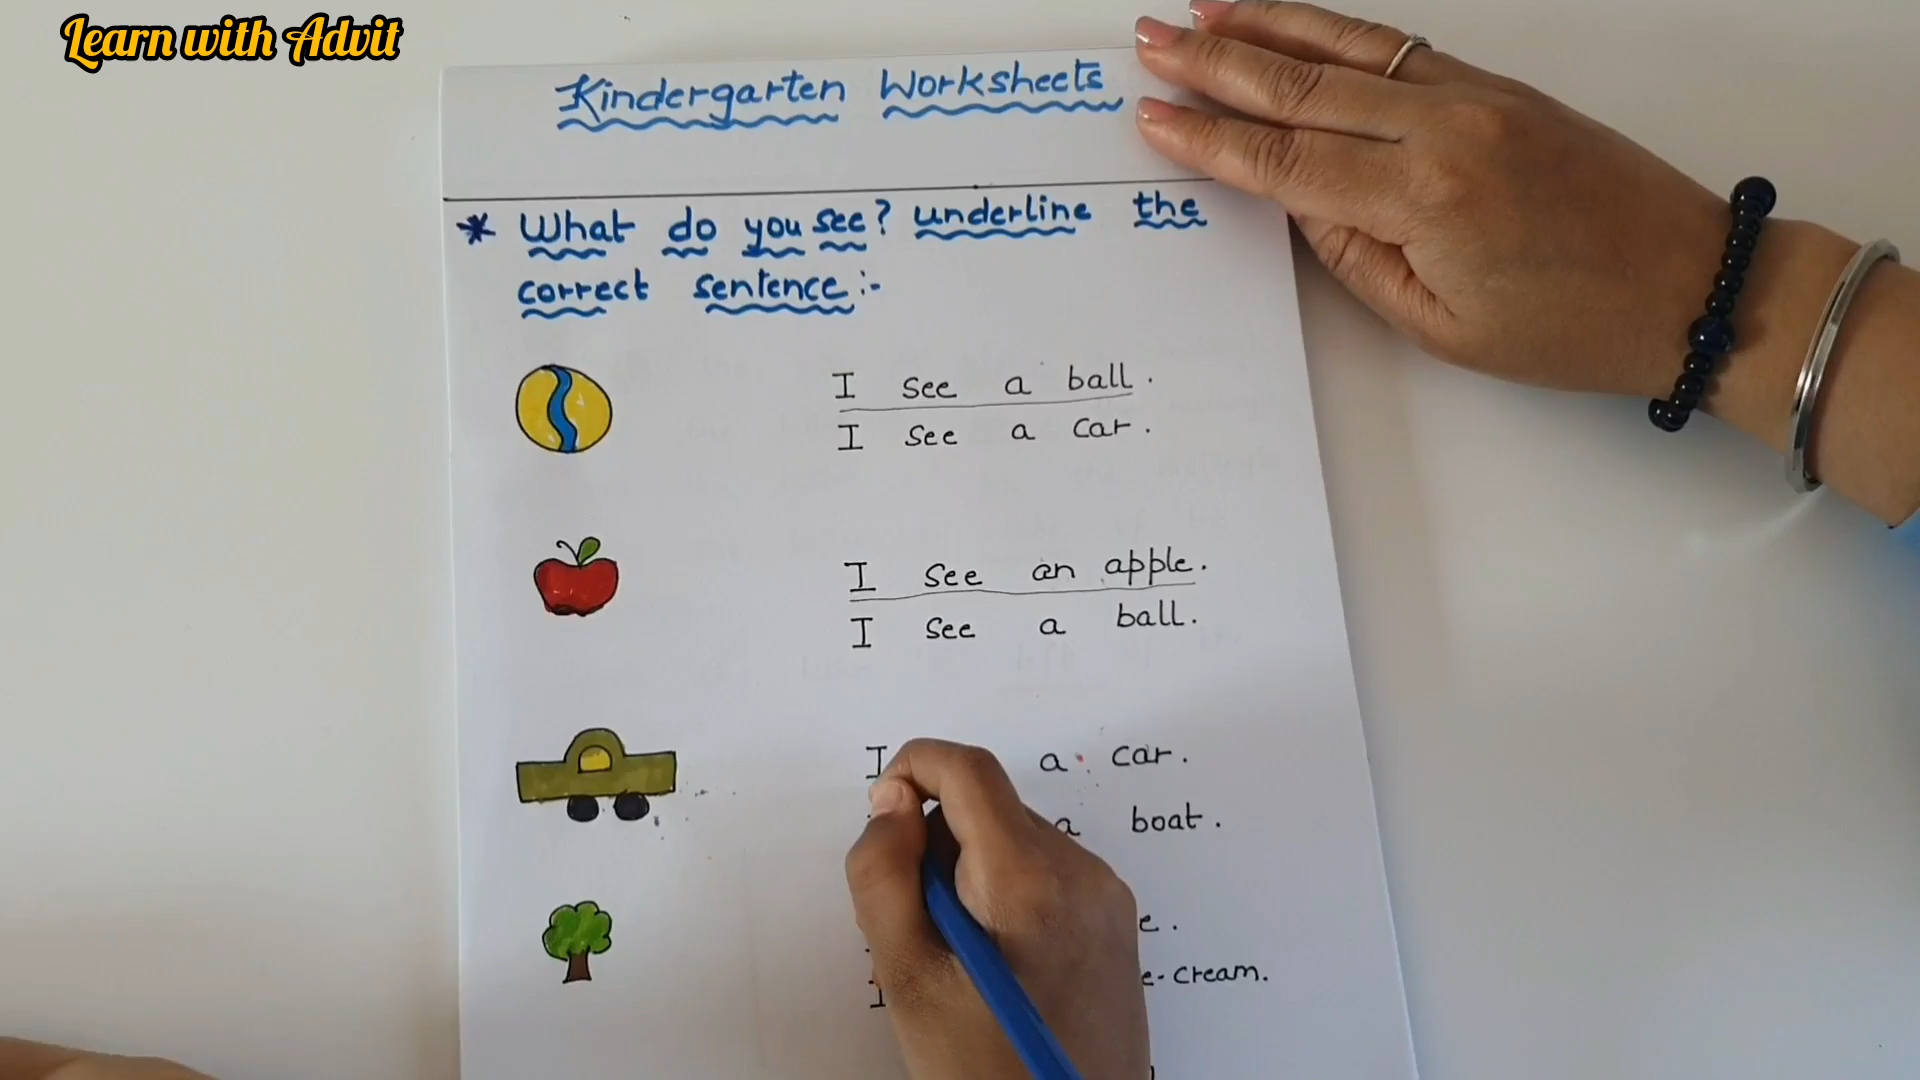 Learn with Advit
Kindergarten Worksheets
* What do you see? underline the
correct sentence:-
I see a ball.
I see a car.
I see an apple.
I see a ball.
I a car.
a boat.
e.
I e-cream.